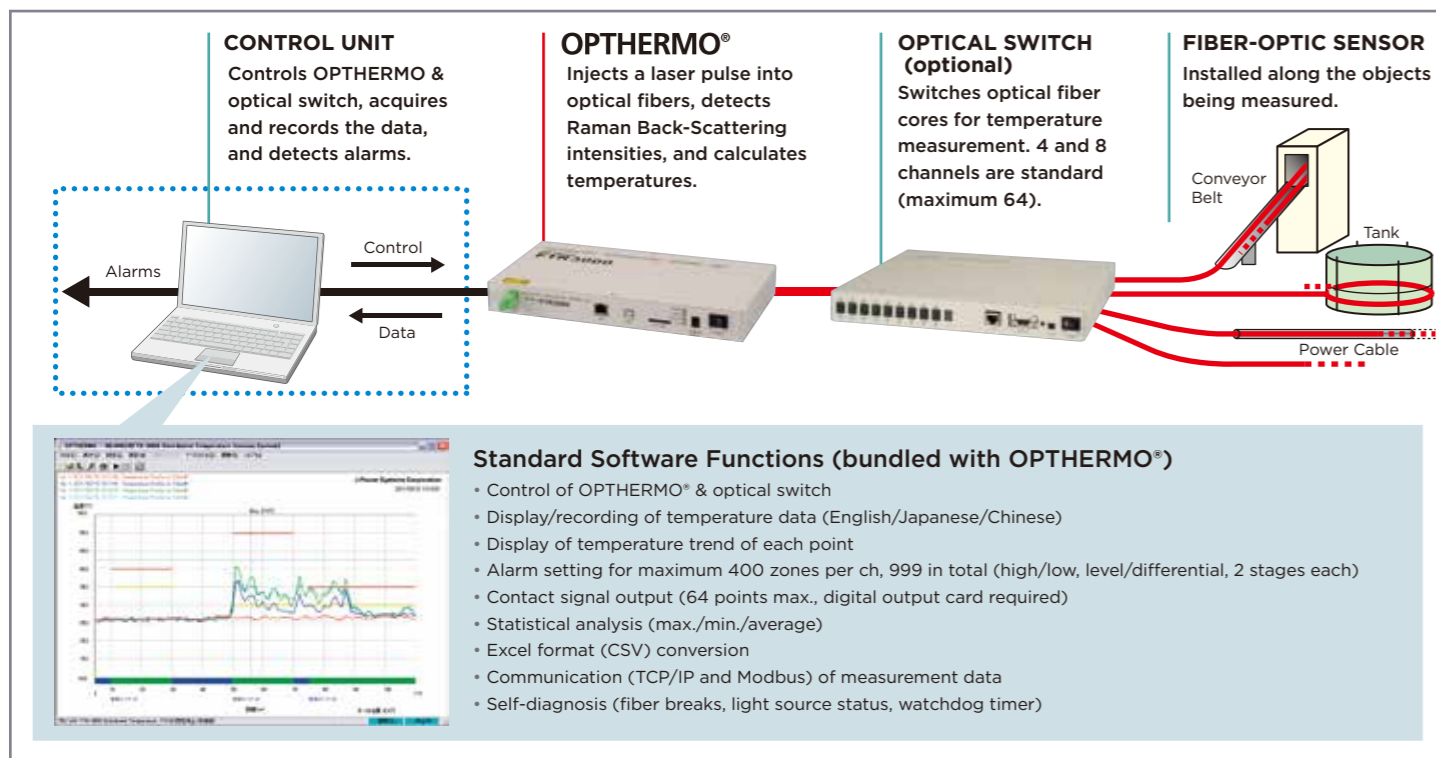 CONTROL UNIT
Controls OPTHERMO &
optical switch, acquires
and records the data,
and detects alarms.
OPTHERMO®
Injects a laser pulse into
optical fibers, detects
Raman Back-Scattering
intensities, and calculates
temperatures.
OPTICAL SWITCH
(optional)
Switches optical fiber
cores for temperature
measurement. 4 and 8
channels are standard
(maximum 64).
FIBER-OPTIC SENSOR
Installed along the objects
being measured.
Conveyor
Belt
Tank
Power Cable
Alarms
Control
Data
FTR3000
Standard Software Functions (bundled with OPTHERMO®)
• Control of OPTHERMO® & optical switch
• Display/recording of temperature data (English/Japanese/Chinese)
• Display of temperature trend of each point
• Alarm setting for maximum 400 zones per ch, 999 in total (high/low, level/differential, 2 stages each)
• Contact signal output (64 points max., digital output card required)
• Statistical analysis (max./min./average)
• Excel format (CSV) conversion
• Communication (TCP/IP and Modbus) of measurement data
• Self-diagnosis (fiber breaks, light source status, watchdog timer)
J-Power Systems Corporation